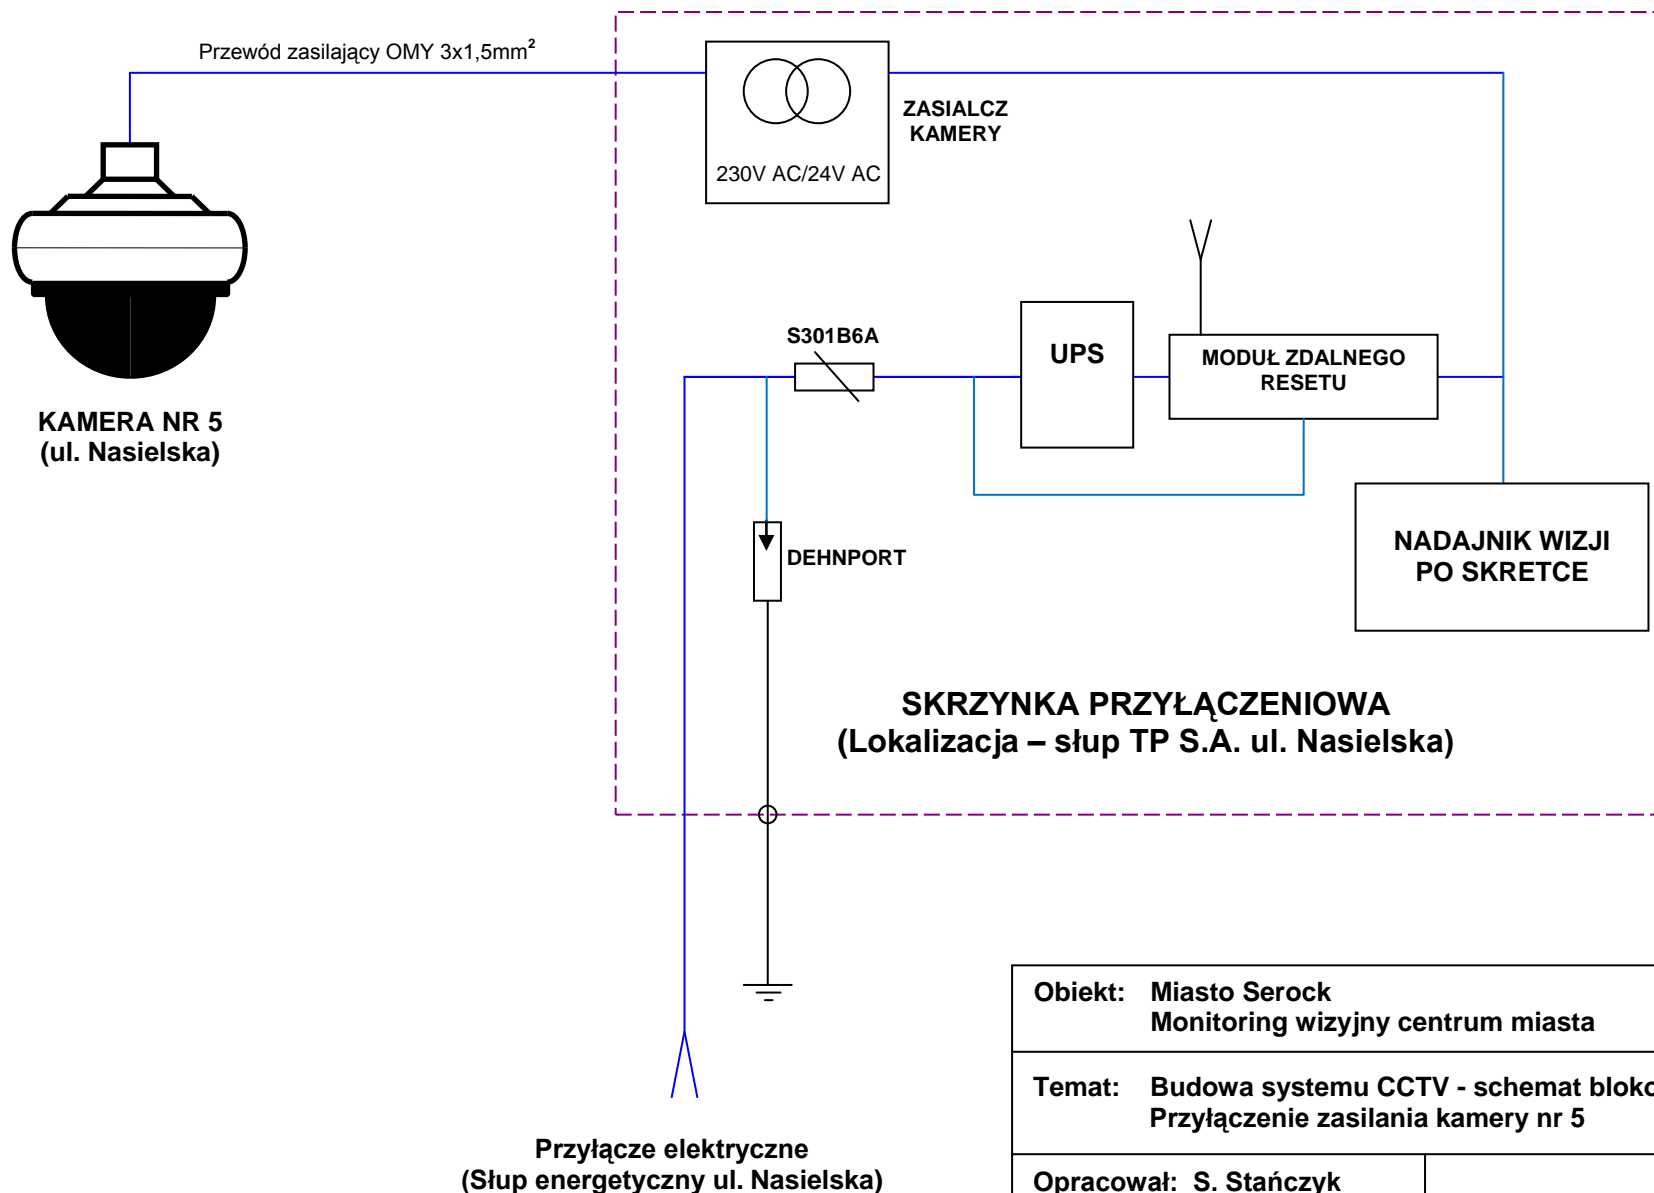 Przewód zasilający OMY 3x1,5mm²
ZASIALCZ
KAMERY
230V AC/24V AC
S301B6A
UPS
MODUŁ ZDALNEGO
RESETU
KAMERA NR 5
(ul. Nasielska)
NADAJNIK WIZJI
PO SKRETCE
DEHNPORT
SKRZYNKA PRZYŁĄCZENIOWA
(Lokalizacja – słup TP S.A. ul. Nasielska)
Obiekt: Miasto Serock
Monitoring wizyjny centrum miasta
Temat: Budowa systemu CCTV - schemat bloko
Przyłączenie zasilania kamery nr 5
Przyłącze elektryczne
(Słup energetyczny ul. Nasielska)
Opracował: S. Stańczyk